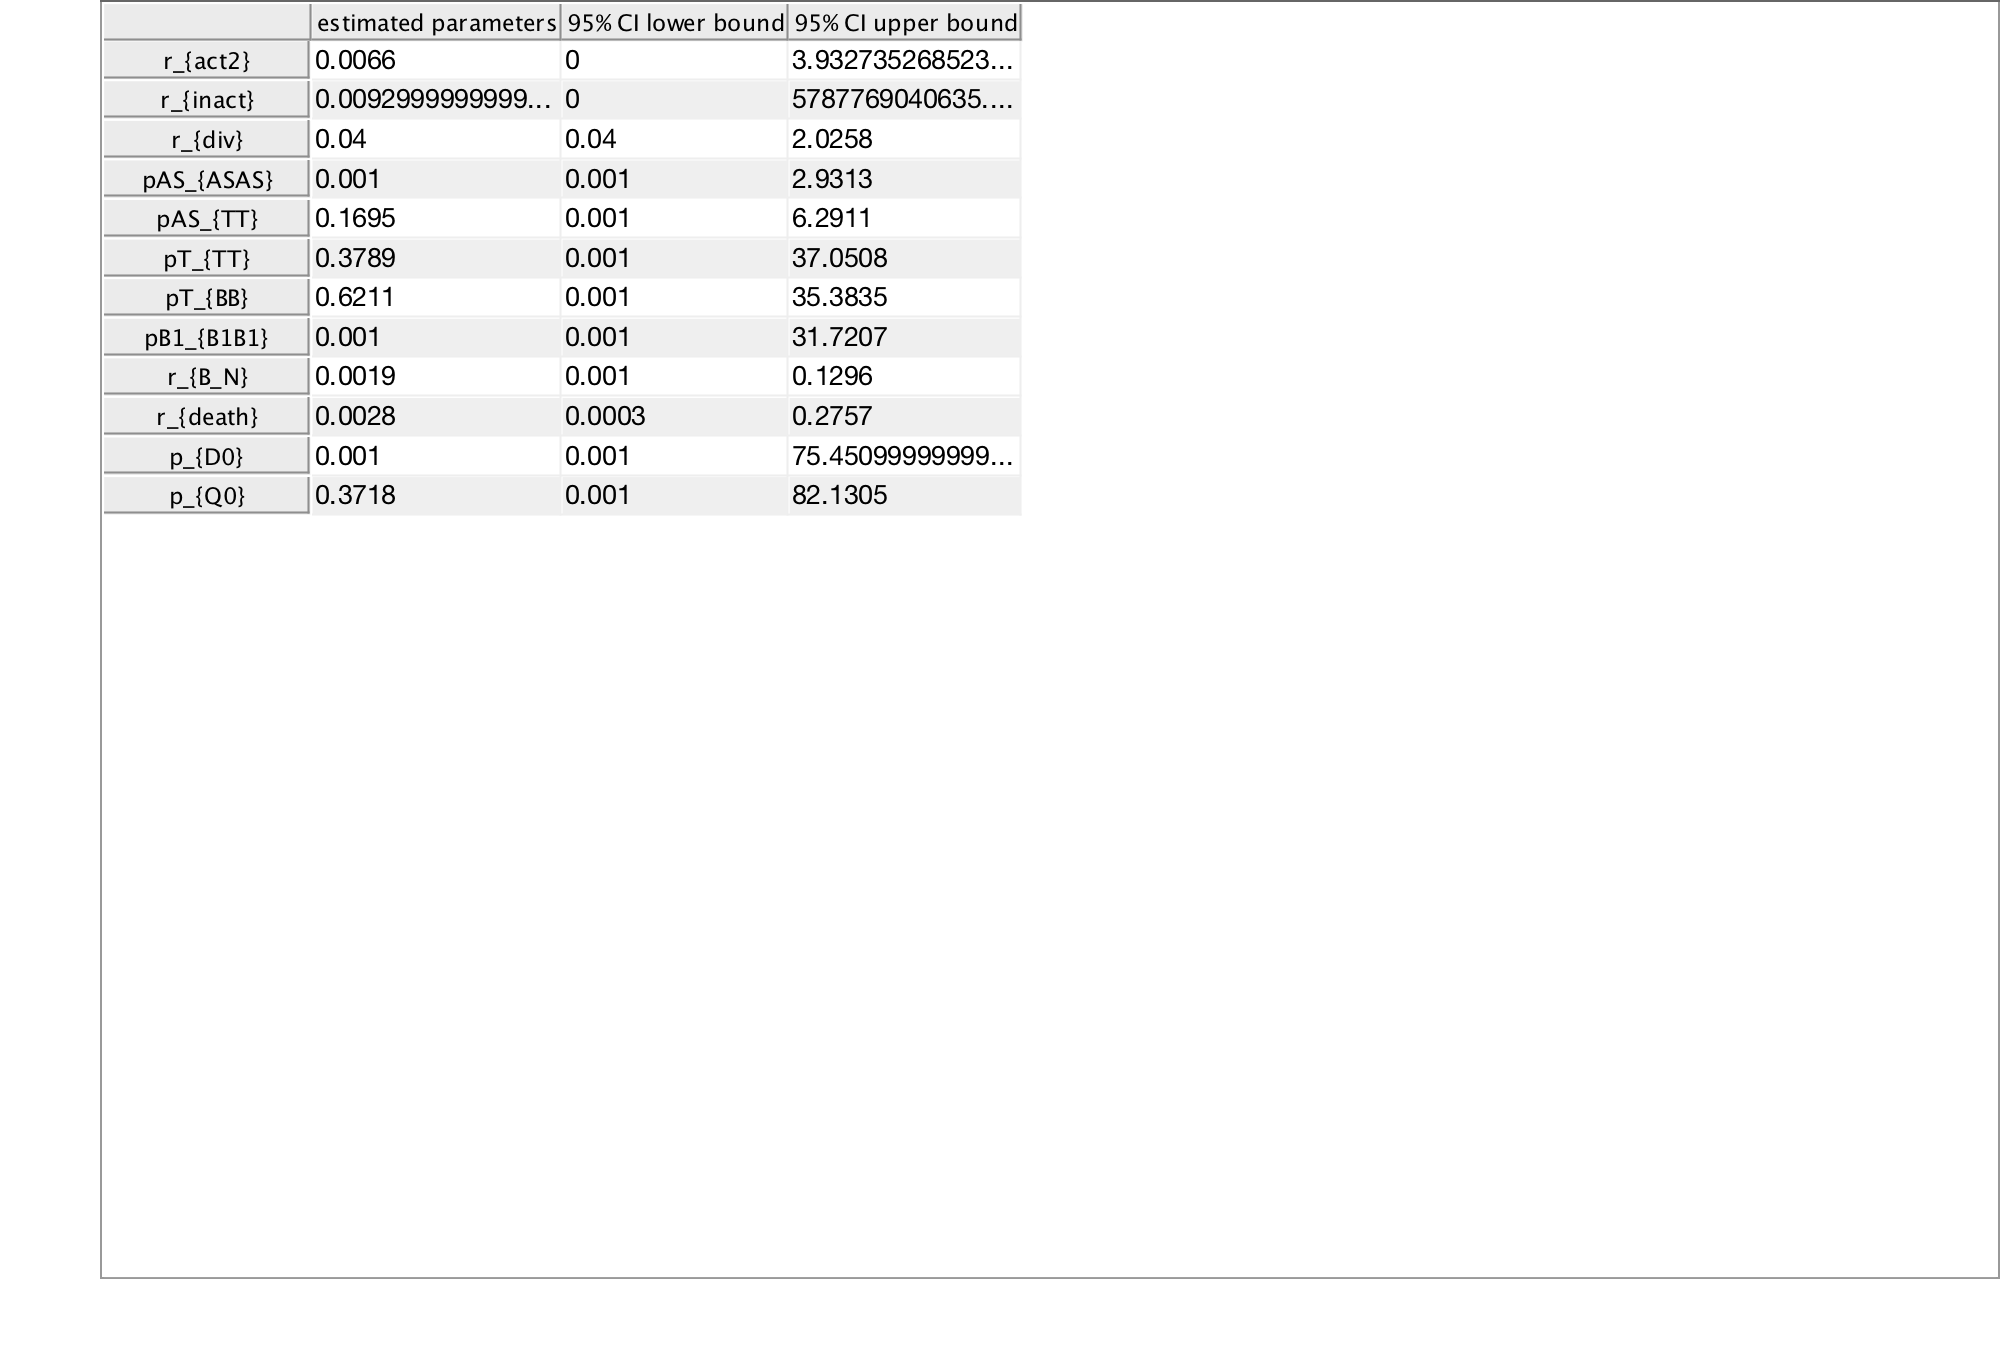 estimated parameters 95% CI lower bound 95% CI upper bound
r_{act2} 0.0066 0 3.932735268523...
r_{inact} 0.0092999999999... 0 5787769040635....
r_{div} 0.04 0.04 2.0258
pAS_{ASAS} 0.001 0.001 2.9313
pAS_{TT} 0.1695 0.001 6.2911
pT_{TT} 0.3789 0.001 37.0508
pT_{BB} 0.6211 0.001 35.3835
pB1_{B1B1} 0.001 0.001 31.7207
r_{B_N} 0.0019 0.001 0.1296
r_{death} 0.0028 0.0003 0.2757
p_{D0} 0.001 0.001 75.45099999999...
p_{Q0} 0.3718 0.001 82.1305